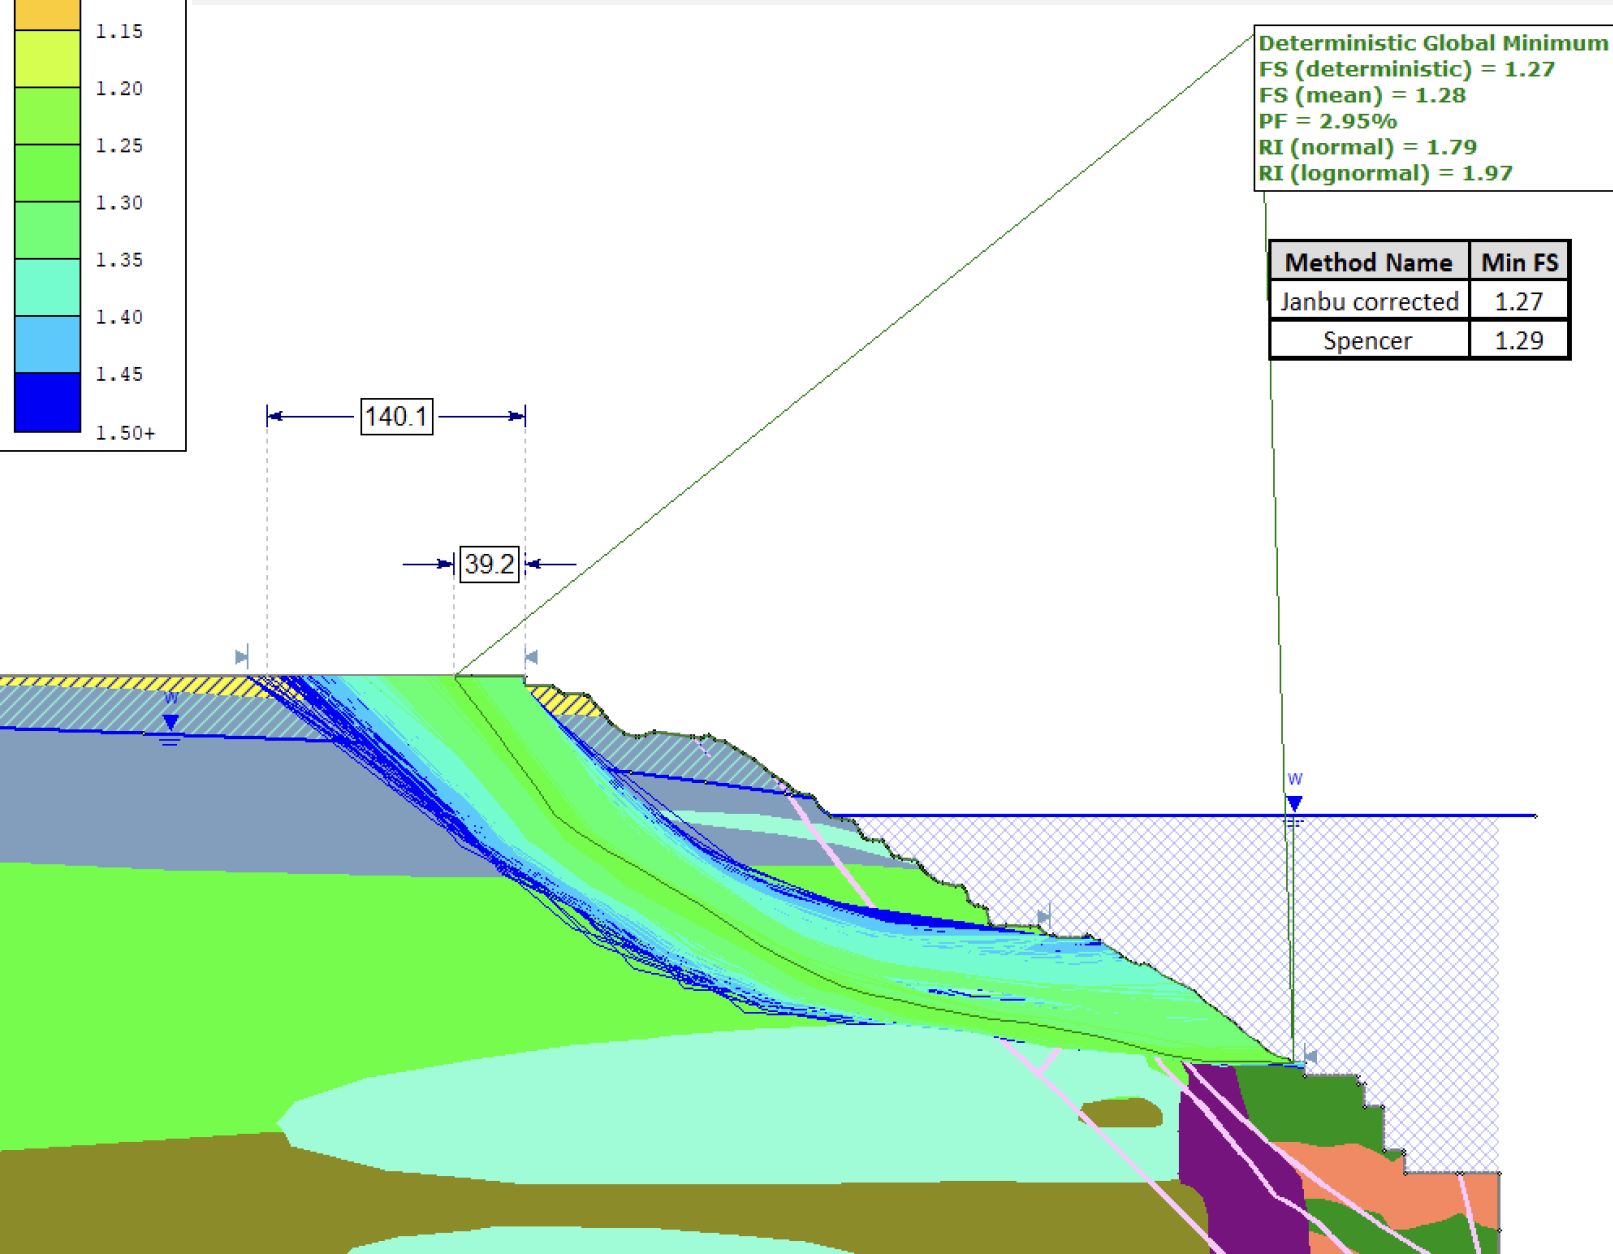 1.15
1.20
1.25
1.30
1.35
1.40
1.45
1.50+
Deterministic Global Minimum
FS (deterministic) = 1.27
FS (mean) = 1.28
PF = 2.95%
RI (normal) = 1.79
RI (lognormal) = 1.97
Method Name Min FS
Janbu corrected 1.27
Spencer 1.29
140.1
39.2
W
W